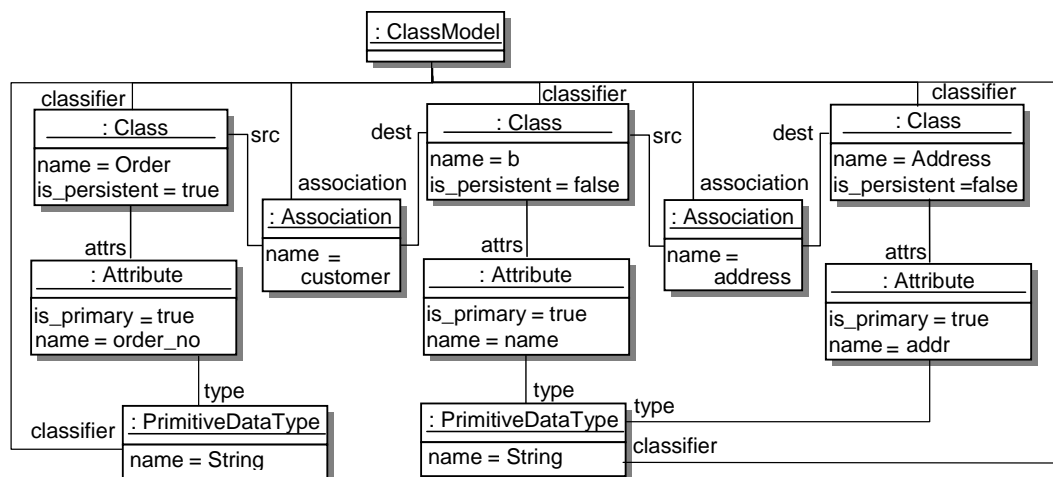 : ClassModel
classifier
classifier
classifier
: Class
name = Order
is_persistent = true
src
dest
: Class
name = b
is_persistent = false
src
dest
: Class
name = Address
is_persistent =false
association
association
: Association
name =
customer
: Association
name =
address
attrs
attrs
attrs
: Attribute
is_primary = true
name = order_no
: Attribute
is_primary = true
name = name
: Attribute
is_primary = true
name = addr
type
type
type
classifier
: PrimitiveDataType
name = String
: PrimitiveDataType
name = String
classifier